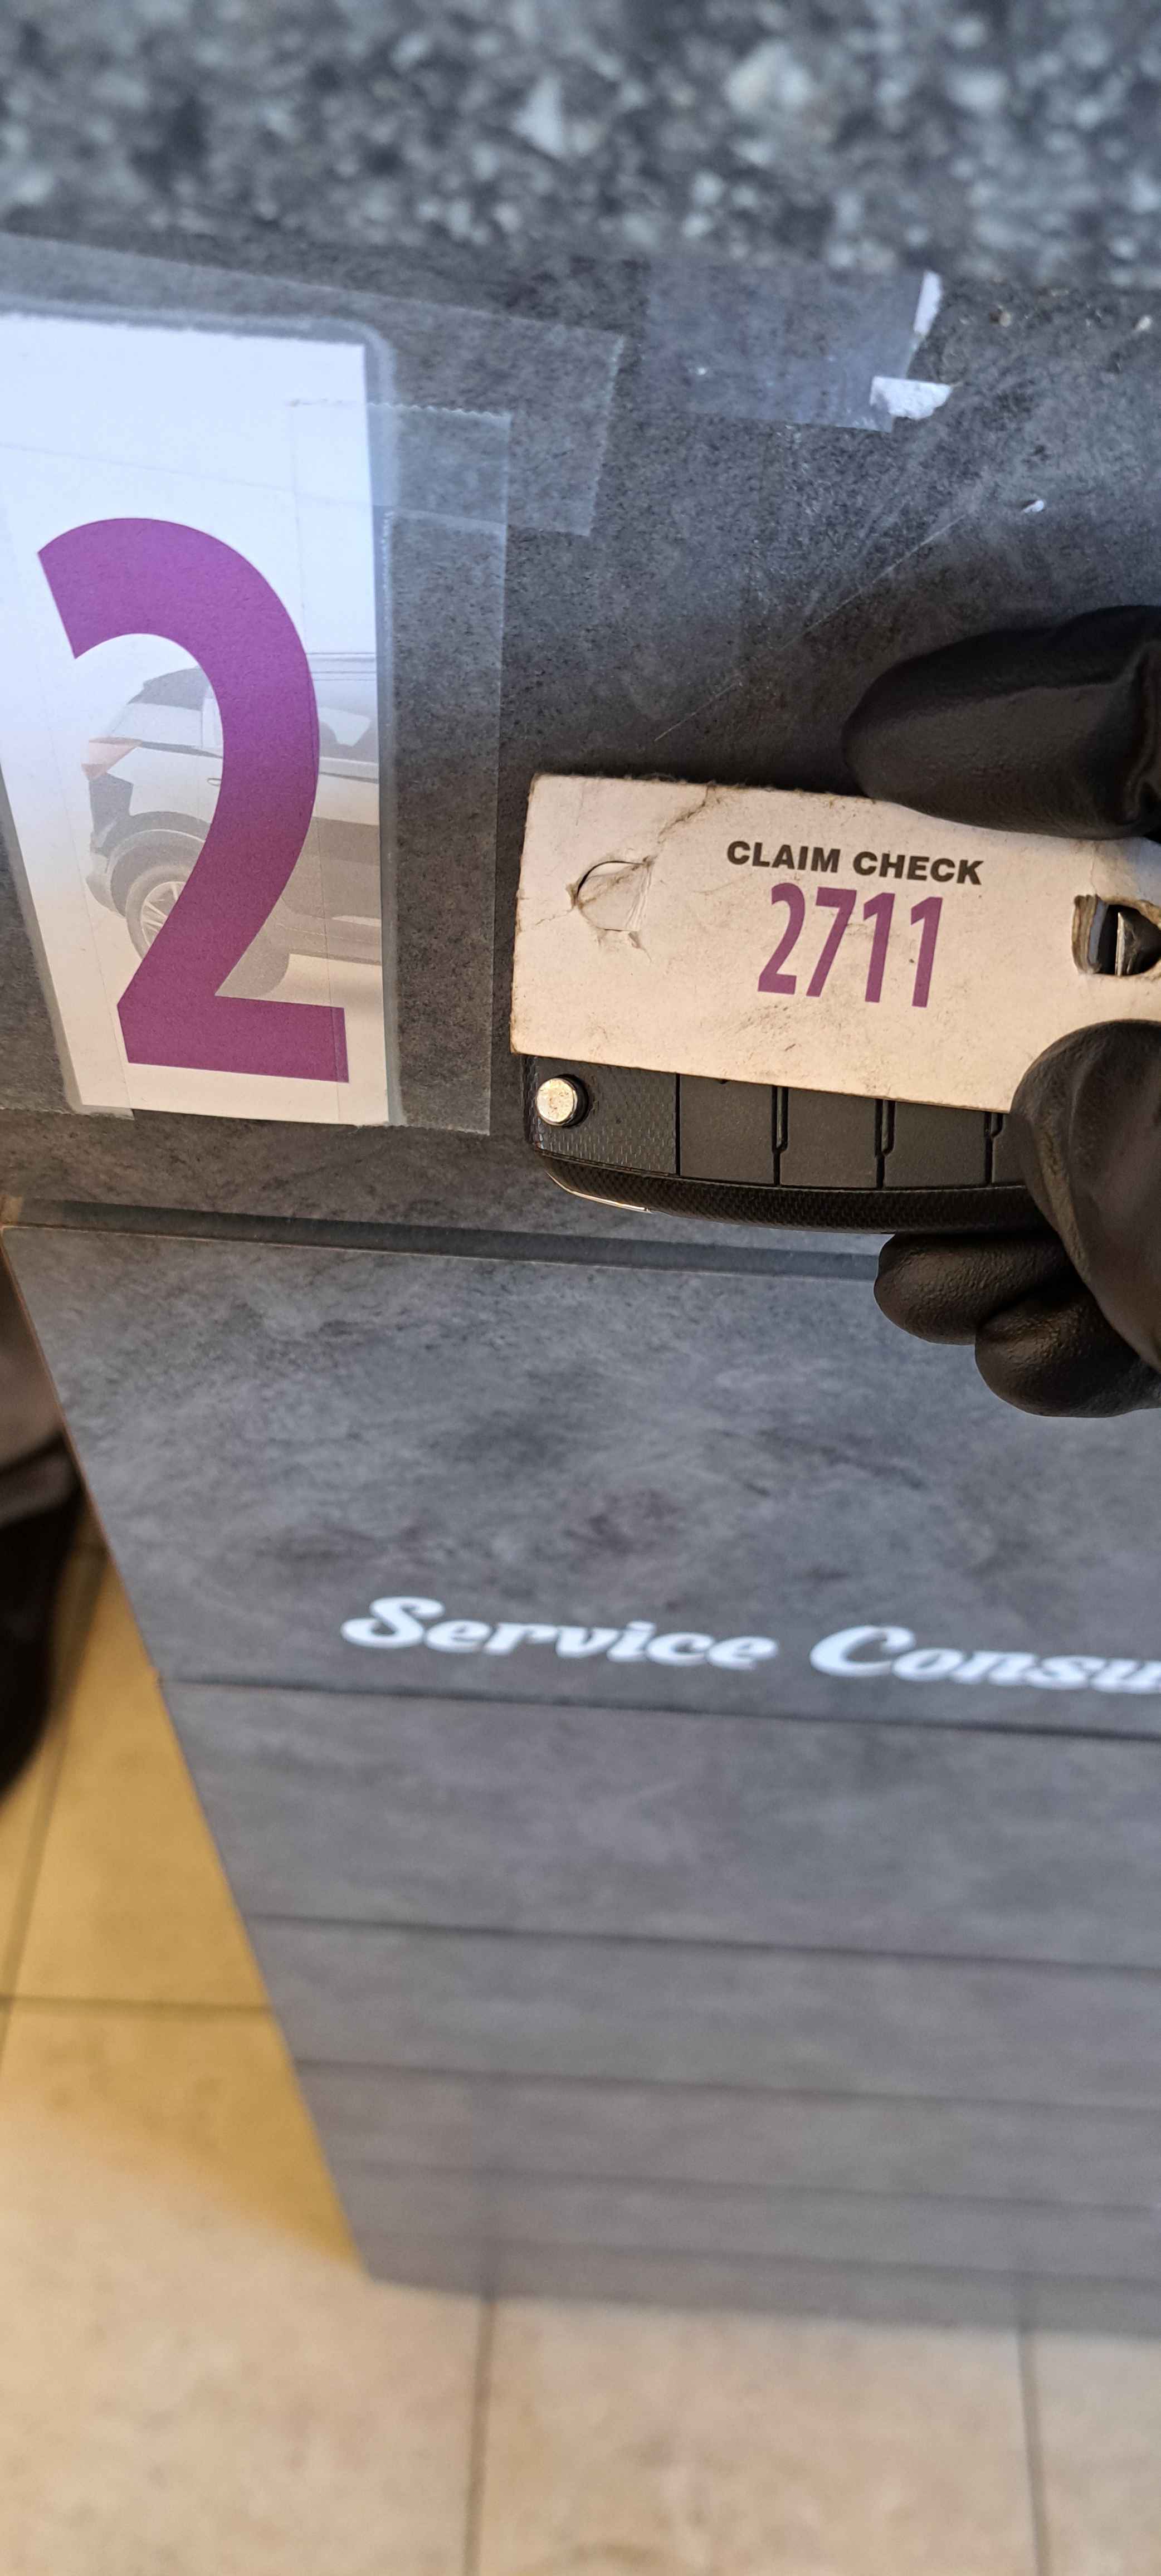 2
CLAIM CHECK
2711
Service Consu